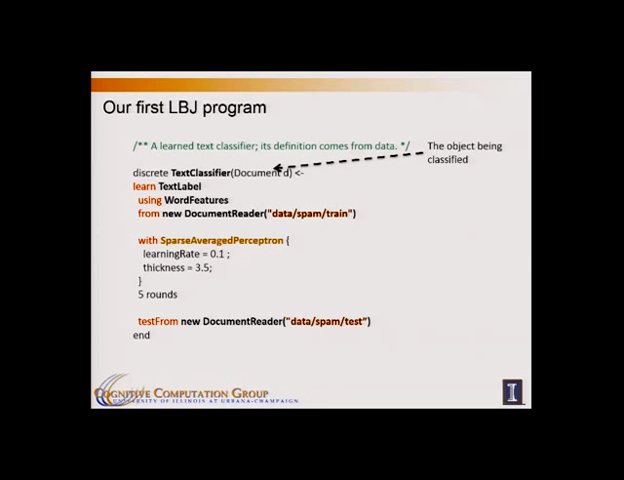 Our first LBJ program
/** A learned text classifier; its definition comes from data. */
The object being
classified
discrete TextClassifier(Document d) <-
learn TextLabel
using WordFeatures
from new DocumentReader("data/spam/train")
with SparseAveragedPerceptron {
learningRate = 0.1 ;
thickness = 3.5;
}
5 rounds
testFrom new DocumentReader("data/spam/test")
end
COGNITIVE COMPUTATION GROUP
UNIVERSITY OF ILLINOIS AT URBANA-CHAMPAIGN
I